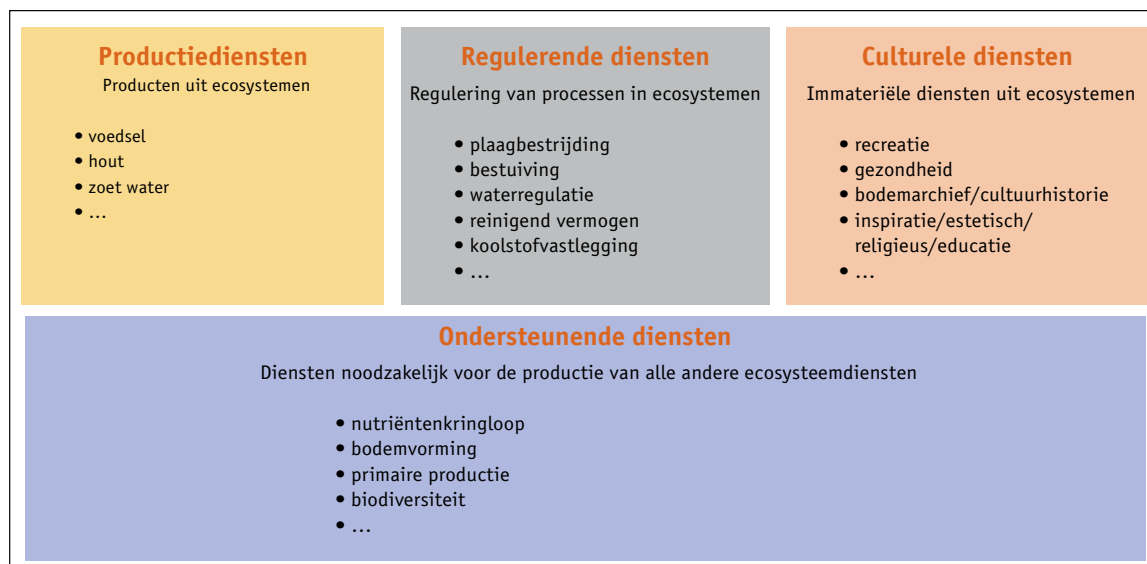 Productiediensten
Producten uit ecosystemen
• voedsel
• hout
• zoet water
• ...
Regulerende diensten
Regulering van processen in ecosystemen
• plaagbestrijding
• bestuiving
• waterregulatie
• reinigend vermogen
• koolstofvastlegging
• ...
Culturele diensten
Immateriële diensten uit ecosystemen
• recreatie
• gezondheid
• bodemarchief/cultuurhistorie
• inspiratie/estetisch/
religieus/educatie
• ...
Ondersteunende diensten
Diensten noodzakelijk voor de productie van alle andere ecosysteemdiensten
• nutriëntenkringloop
• bodemvorming
• primaire productie
• biodiversiteit
• ...